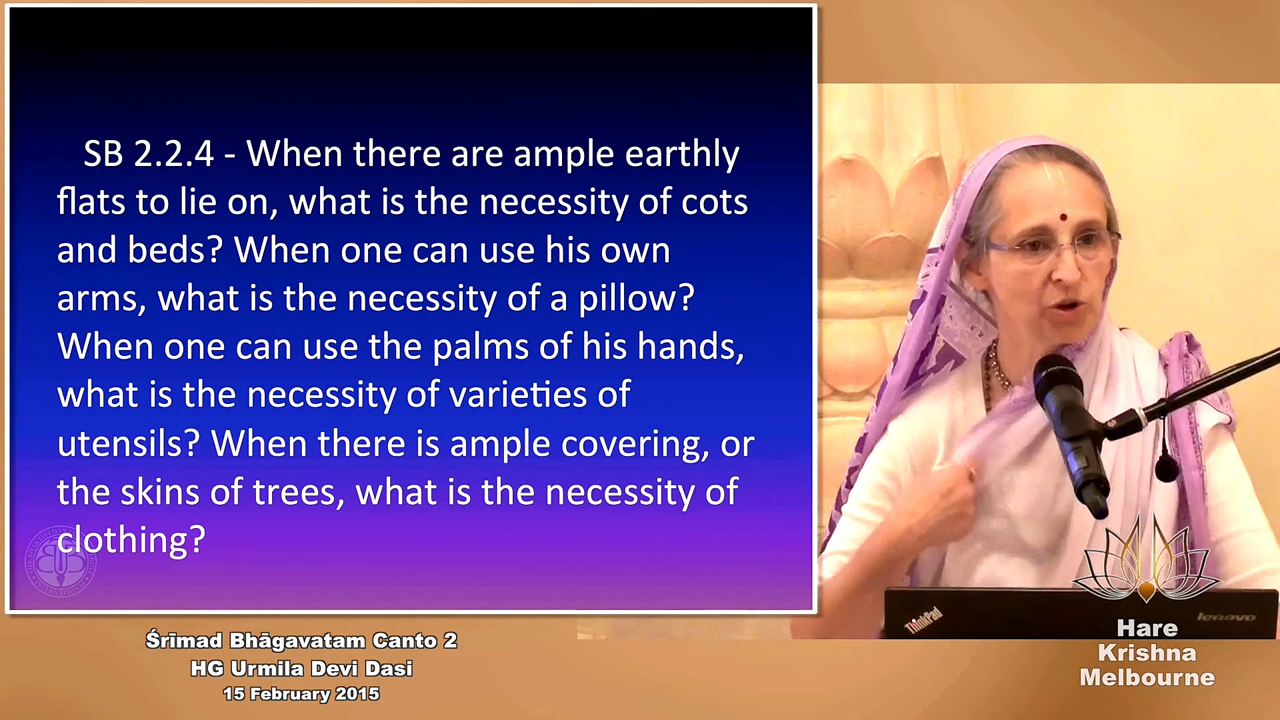 SB 2.2.4 - When there are ample earthly
flats to lie on, what is the necessity of cots
and beds? When one can use his own
arms, what is the necessity of a pillow?
When one can use the palms of his hands,
what is the necessity of varieties of
utensils? When there is ample covering, or
the skins of trees, what is the necessity of
clothing?
Śrīmad Bhāgavatam Canto 2
HG Urmila Devi Dasi
15 February 2015
ThinkPad
lenovo
Hare
Krishna
Melbourne